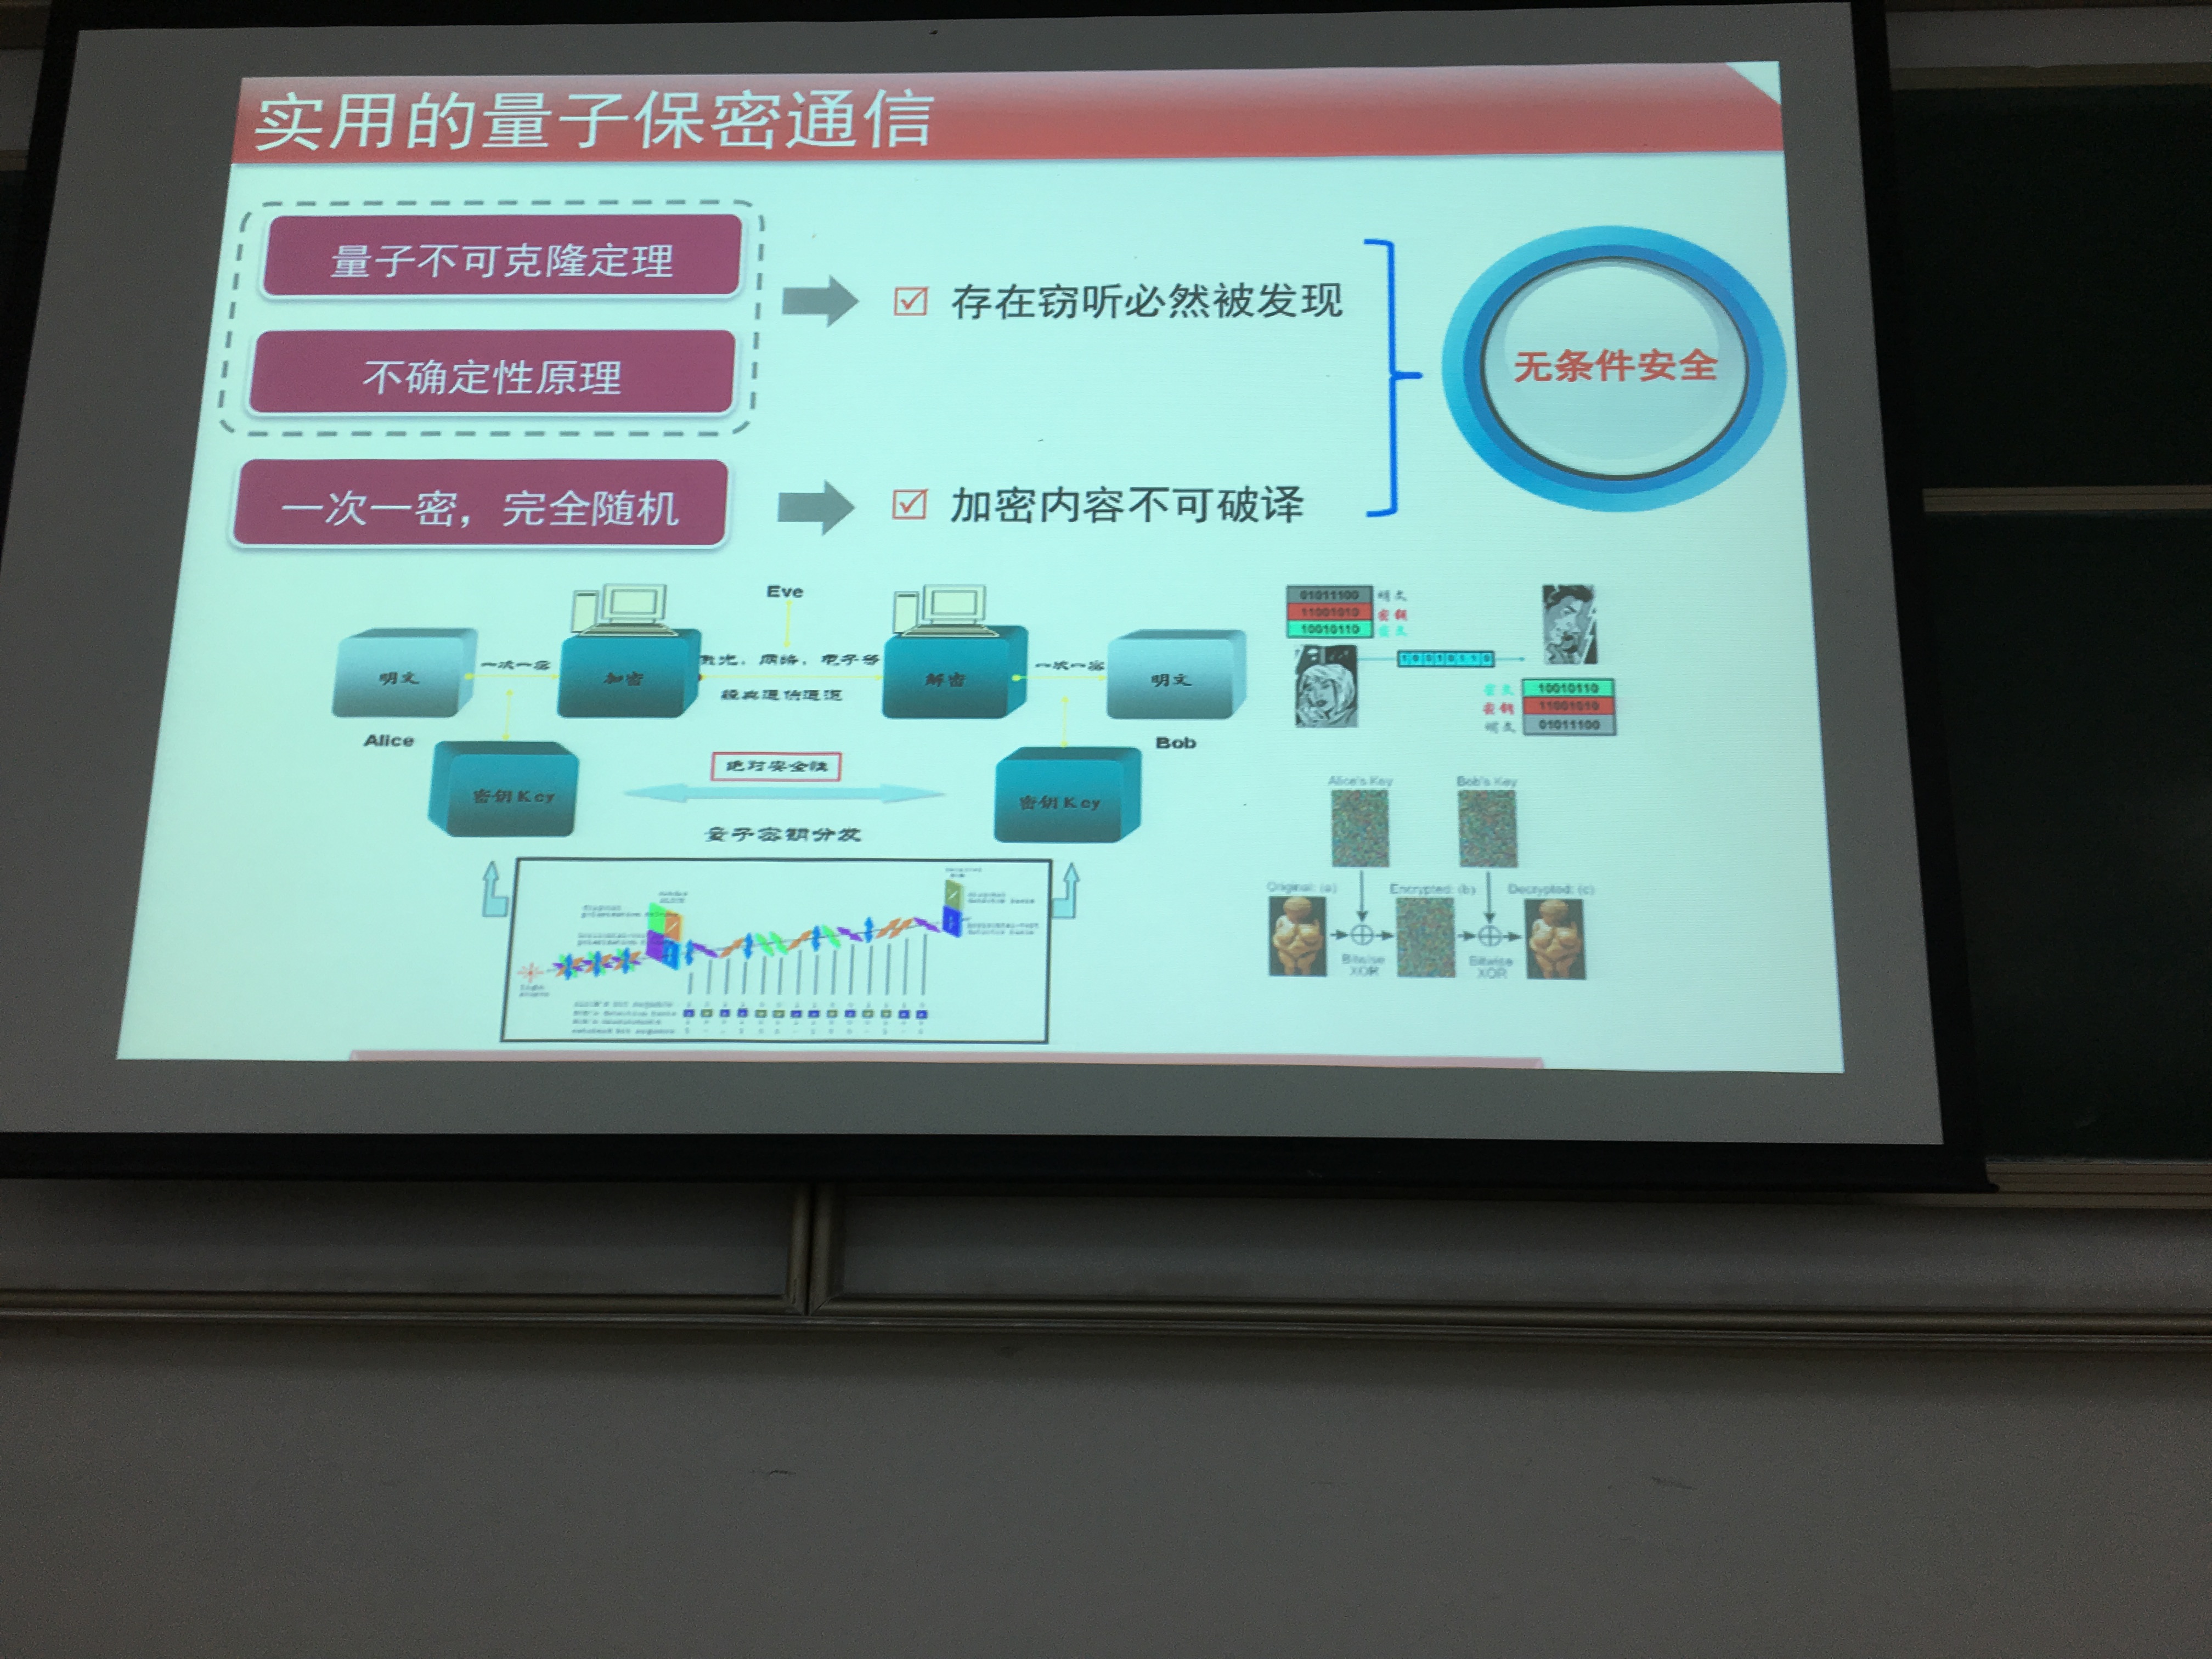 实用的量子保密通信
量子不可克隆定理
存在窃听必然被发现
不确定性原理
无条件安全
一次一密，完全随机
加密内容不可破译
Eve
明文
一次一密
加密
激光，网络，电子等
经典通信通道
解密
一次一密
明文
Alice
Bob
密钥Key
绝对安全性
密钥Key
量子密钥分发
01011100 明文
11001010 密钥
10010110 密文
10010110
密文 10010110
密钥 11001010
明文 01011100
Alice's Key
Bob's Key
Original: (a)
Encrypted: (b)
Decrypted: (c)
Bitwise
XOR
Bitwise
XOR